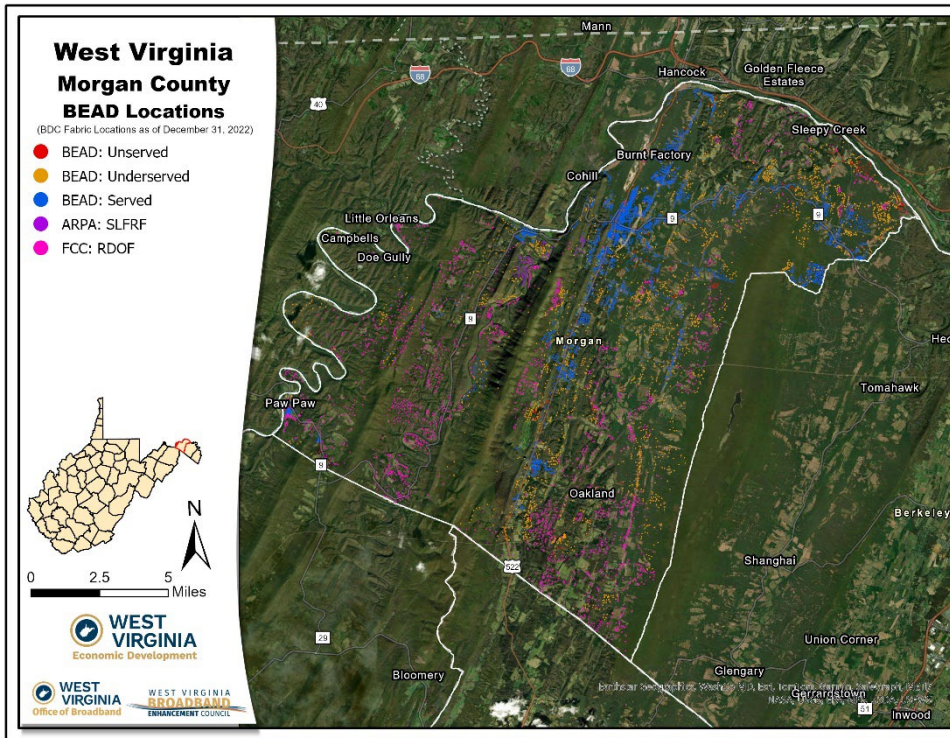 West Virginia
Morgan County
BEAD Locations
(BDC Fabric Locations as of December 31, 2022)
BEAD: Unserved
BEAD: Underserved
BEAD: Served
ARPA: SLFRF
FCC: RDOF
N
0 2.5 5
Miles
WEST
VIRGINIA
Economic Development
WEST
VIRGINIA
Office of Broadband
WEST VIRGINIA
BROADBAND
ENHANCEMENT COUNCIL
Mann
68
68
40
Hancock
Golden Fleece
Estates
Sleepy Creek
Burnt Factory
Cohill
9
9
Little Orleans
Campbells
Doe Gully
9
Morgan
Paw Paw
9
Tomahawk
Oakland
Berkeley
Shanghai
522
29
Bloomery
Union Corner
Glengary
Gerrardstown
51
Inwood